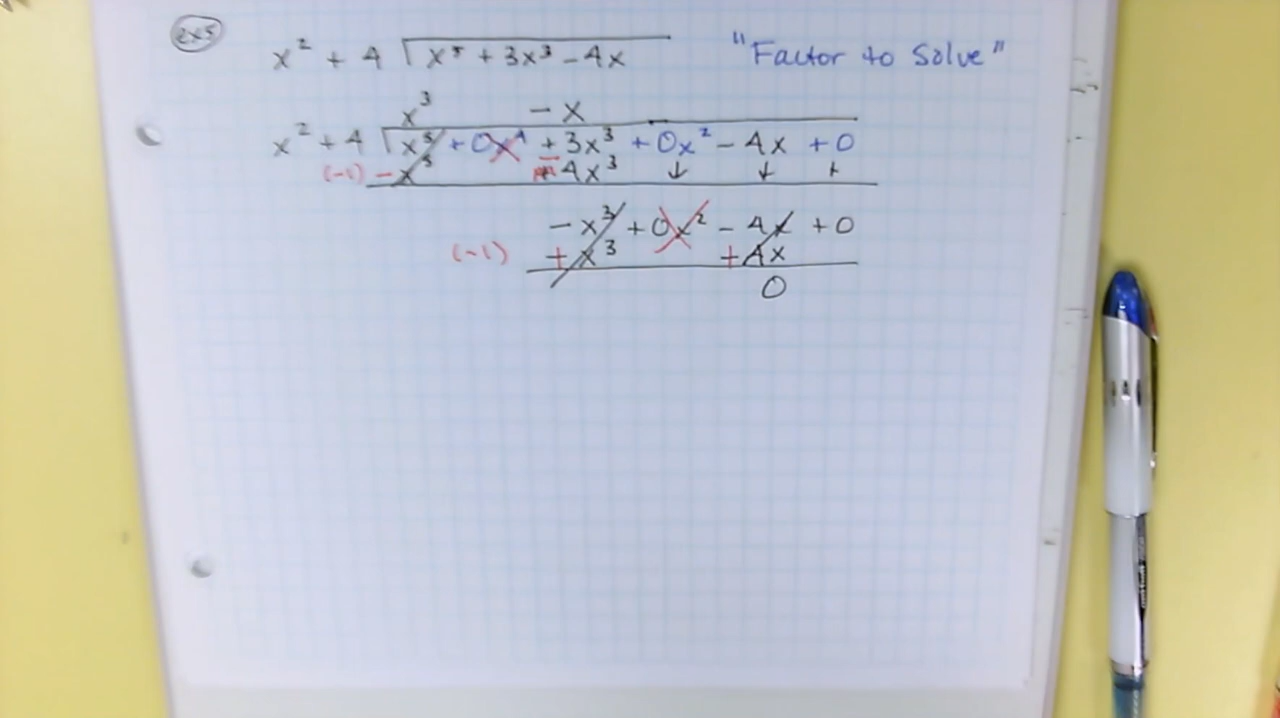 2x5
x² + 4 ⟌ x⁵ + 3x³ - 4x "Factor to Solve"
x³ - x
x² + 4 ⟌ x⁵ + 0x⁴ + 3x³ + 0x² - 4x + 0
(-1) - x⁵ - 4x³ ↓ ↓ ↓
- x³ + 0x² - 4x + 0
(-1) + x³ + 4x
0